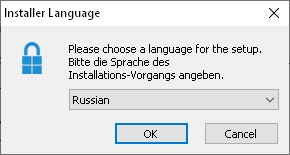 Installer Language
Please choose a language for the setup.
Bitte die Sprache des
Installations-Vorgangs angeben.
Russian
OK
Cancel